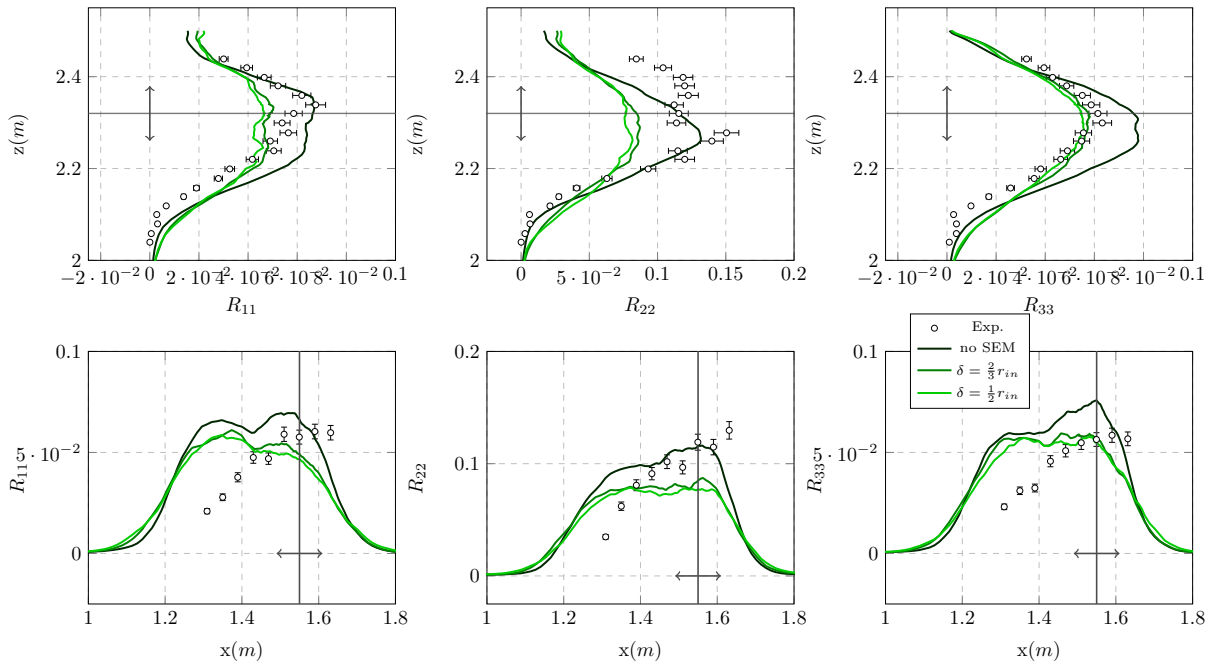 2.4
2.2
2
z(m)
−2·10⁻² 0 2·10⁻² 4·10⁻² 6·10⁻² 8·10⁻² 0.1
R₁₁
2.4
2.2
2
z(m)
0 5·10⁻² 0.1 0.15 0.2
R₂₂
2.4
2.2
2
z(m)
−2·10⁻² 0 2·10⁻² 4·10⁻² 6·10⁻² 8·10⁻² 0.1
R₃₃
Exp.
no SEM
δ = 2/3 rᵢₙ
δ = 1/2 rᵢₙ
0.1
5·10⁻²
0
R₁₁
1 1.2 1.4 1.6 1.8
x(m)
0.2
0.1
0
R₂₂
1 1.2 1.4 1.6 1.8
x(m)
0.1
5·10⁻²
0
R₃₃
1 1.2 1.4 1.6 1.8
x(m)